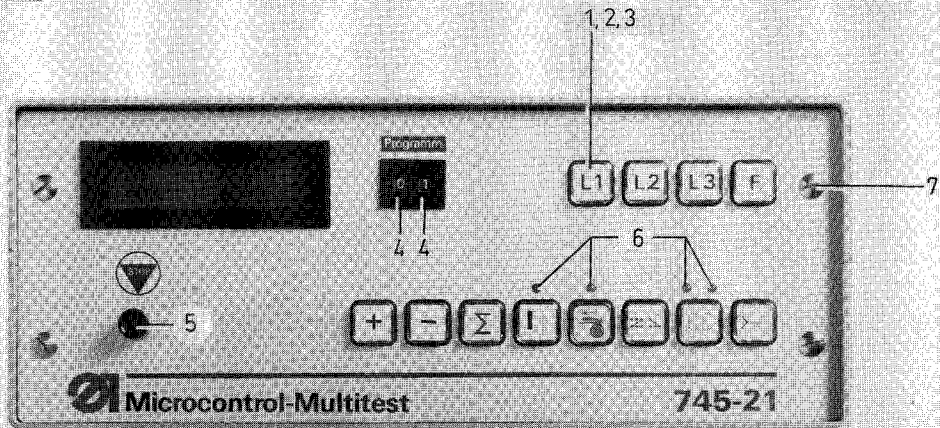 1, 2, 3
Programm
0 1
L1 L2 L3 F
7
4 4
6
STOP
5
+ − Σ I
Microcontrol-Multitest 745-21